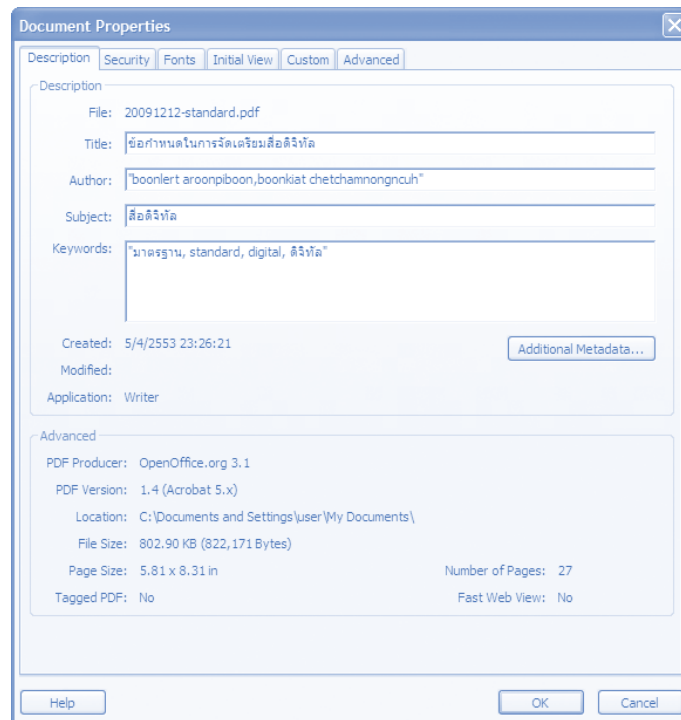 Document Properties
Description Security Fonts Initial View Custom Advanced
Description
File: 20091212-standard.pdf
Title: ข้อกำหนดในการจัดเตรียมสื่อดิจิทัล
Author: "boonlert aroonpiboon,boonkiat chetchamnongncuh"
Subject: สื่อดิจิทัล
Keywords: "มาตรฐาน, standard, digital, ดิจิทัล"
Created: 5/4/2553 23:26:21
Additional Metadata...
Modified:
Application: Writer
Advanced
PDF Producer: OpenOffice.org 3.1
PDF Version: 1.4 (Acrobat 5.x)
Location: C:\Documents and Settings\user\My Documents\
File Size: 802.90 KB (822,171 Bytes)
Page Size: 5.81 x 8.31 in Number of Pages: 27
Tagged PDF: No Fast Web View: No
Help OK Cancel